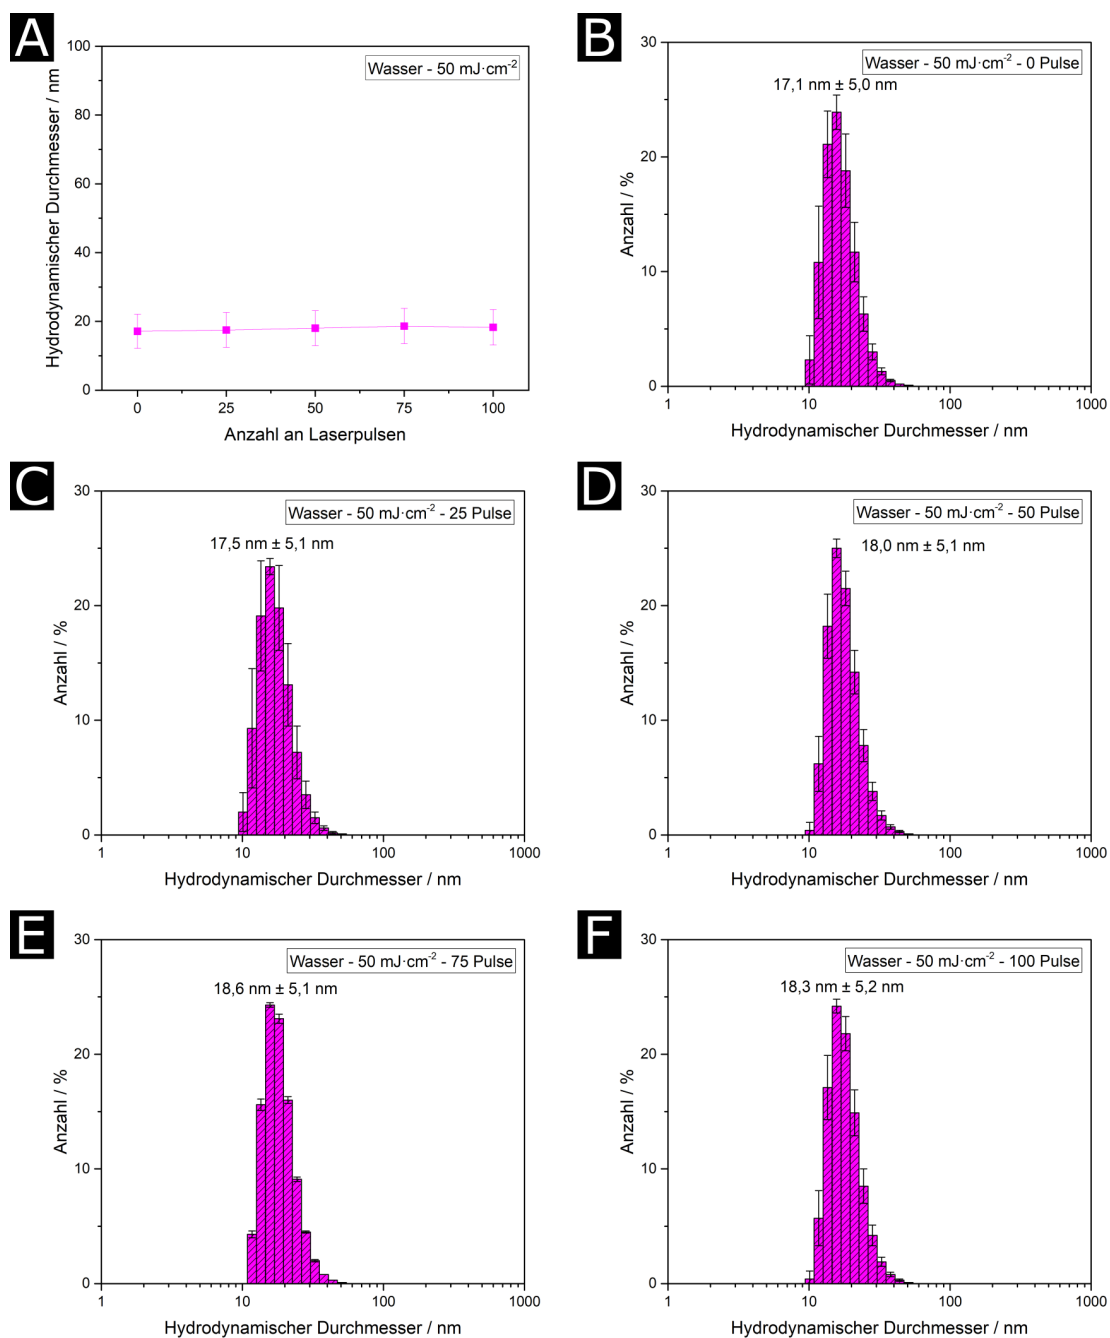 A
Wasser - 50 mJ·cm⁻²
Hydrodynamischer Durchmesser / nm
100
80
60
40
20
0
0 25 50 75 100
Anzahl an Laserpulsen
B
Wasser - 50 mJ·cm⁻² - 0 Pulse
17,1 nm ± 5,0 nm
Anzahl / %
30
20
10
0
1 10 100 1000
Hydrodynamischer Durchmesser / nm
C
Wasser - 50 mJ·cm⁻² - 25 Pulse
17,5 nm ± 5,1 nm
Anzahl / %
30
20
10
0
1 10 100 1000
Hydrodynamischer Durchmesser / nm
D
Wasser - 50 mJ·cm⁻² - 50 Pulse
18,0 nm ± 5,1 nm
Anzahl / %
30
20
10
0
1 10 100 1000
Hydrodynamischer Durchmesser / nm
E
Wasser - 50 mJ·cm⁻² - 75 Pulse
18,6 nm ± 5,1 nm
Anzahl / %
30
20
10
0
1 10 100 1000
Hydrodynamischer Durchmesser / nm
F
Wasser - 50 mJ·cm⁻² - 100 Pulse
18,3 nm ± 5,2 nm
Anzahl / %
30
20
10
0
1 10 100 1000
Hydrodynamischer Durchmesser / nm